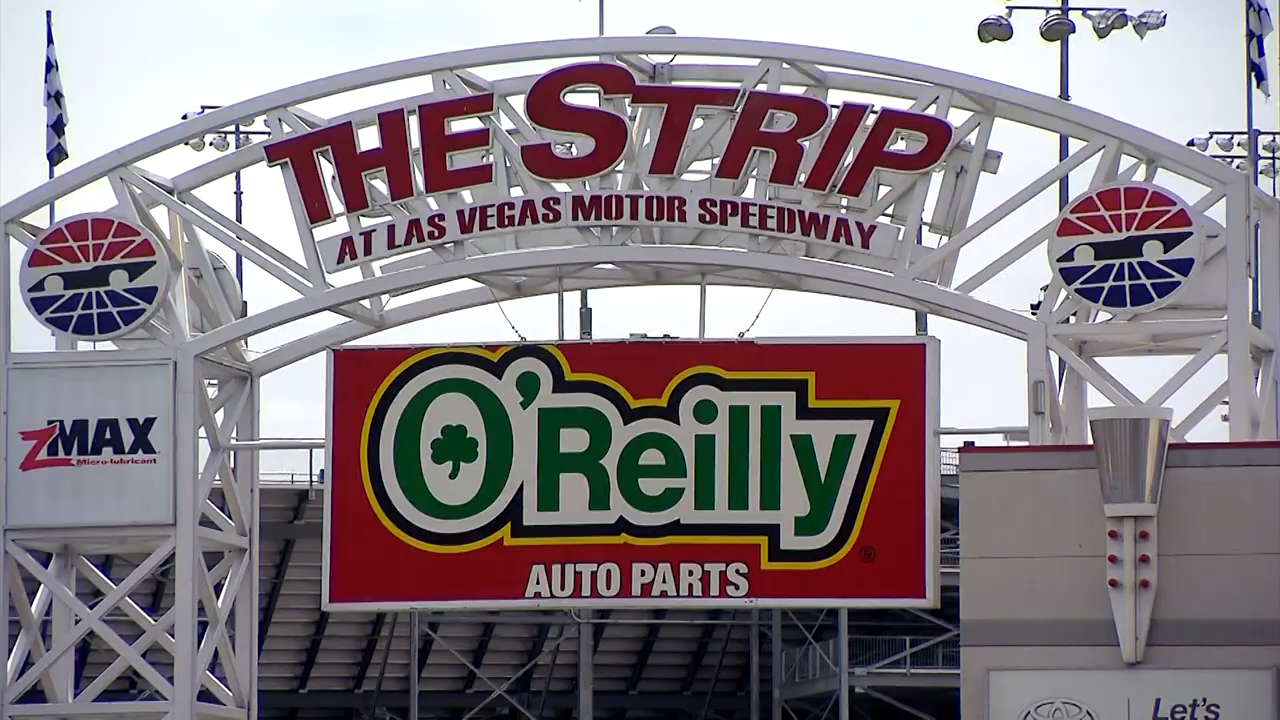 THE STRIP
AT LAS VEGAS MOTOR SPEEDWAY
ZMAX
Micro-lubricant
O'Reilly
®
AUTO PARTS
Let's